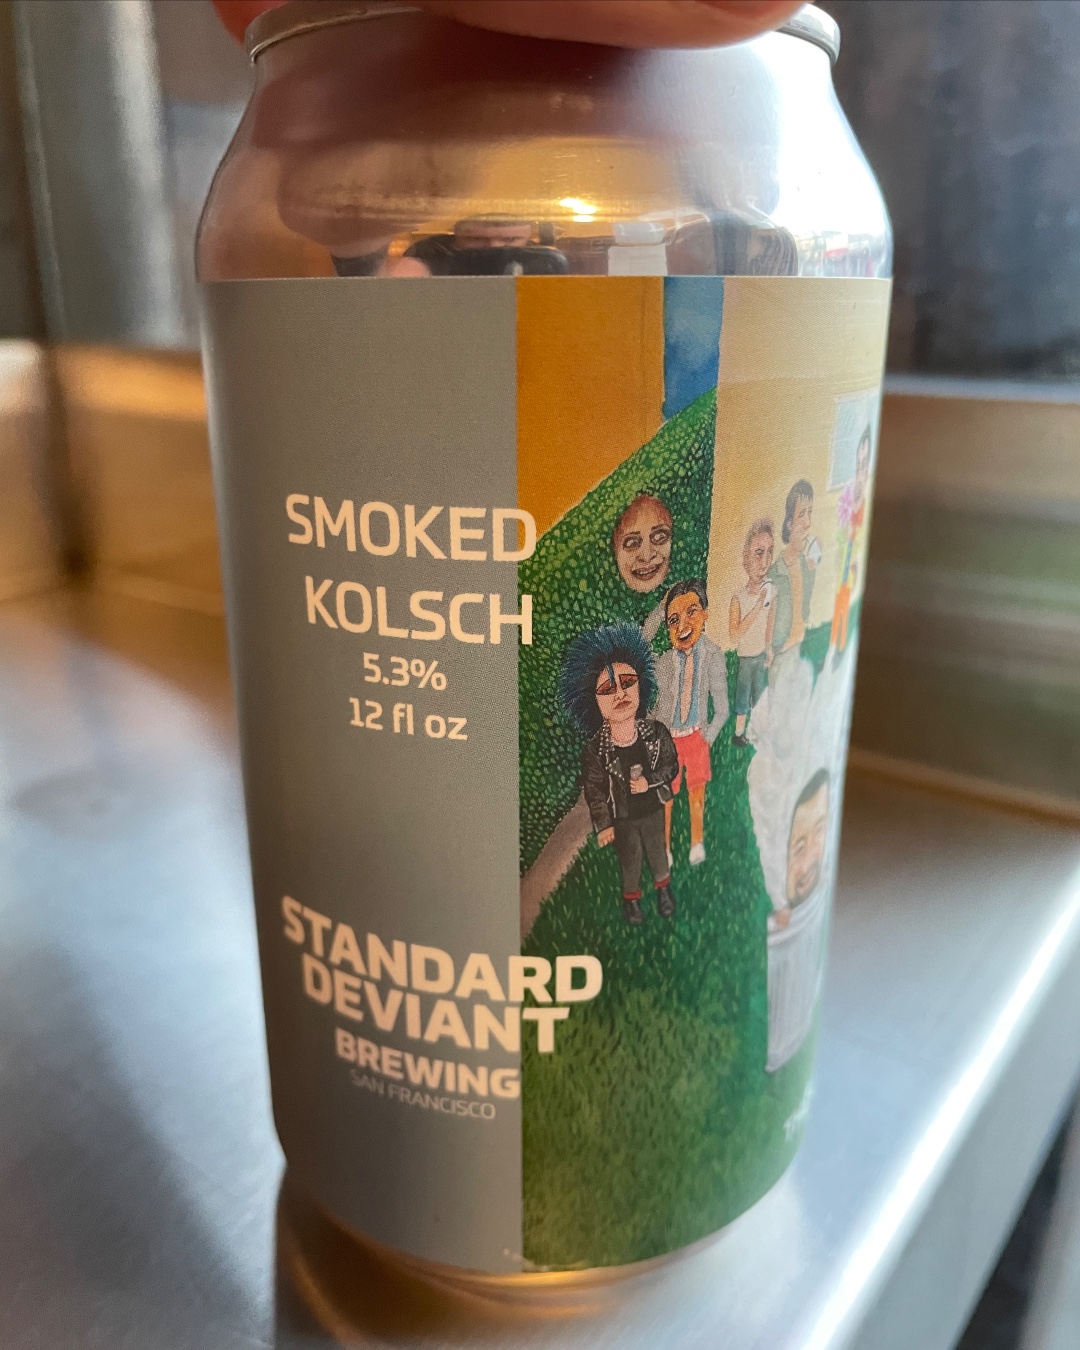 SMOKED
KOLSCH
5.3%
12 fl oz
STANDARD
DEVIANT
BREWING
SAN FRANCISCO